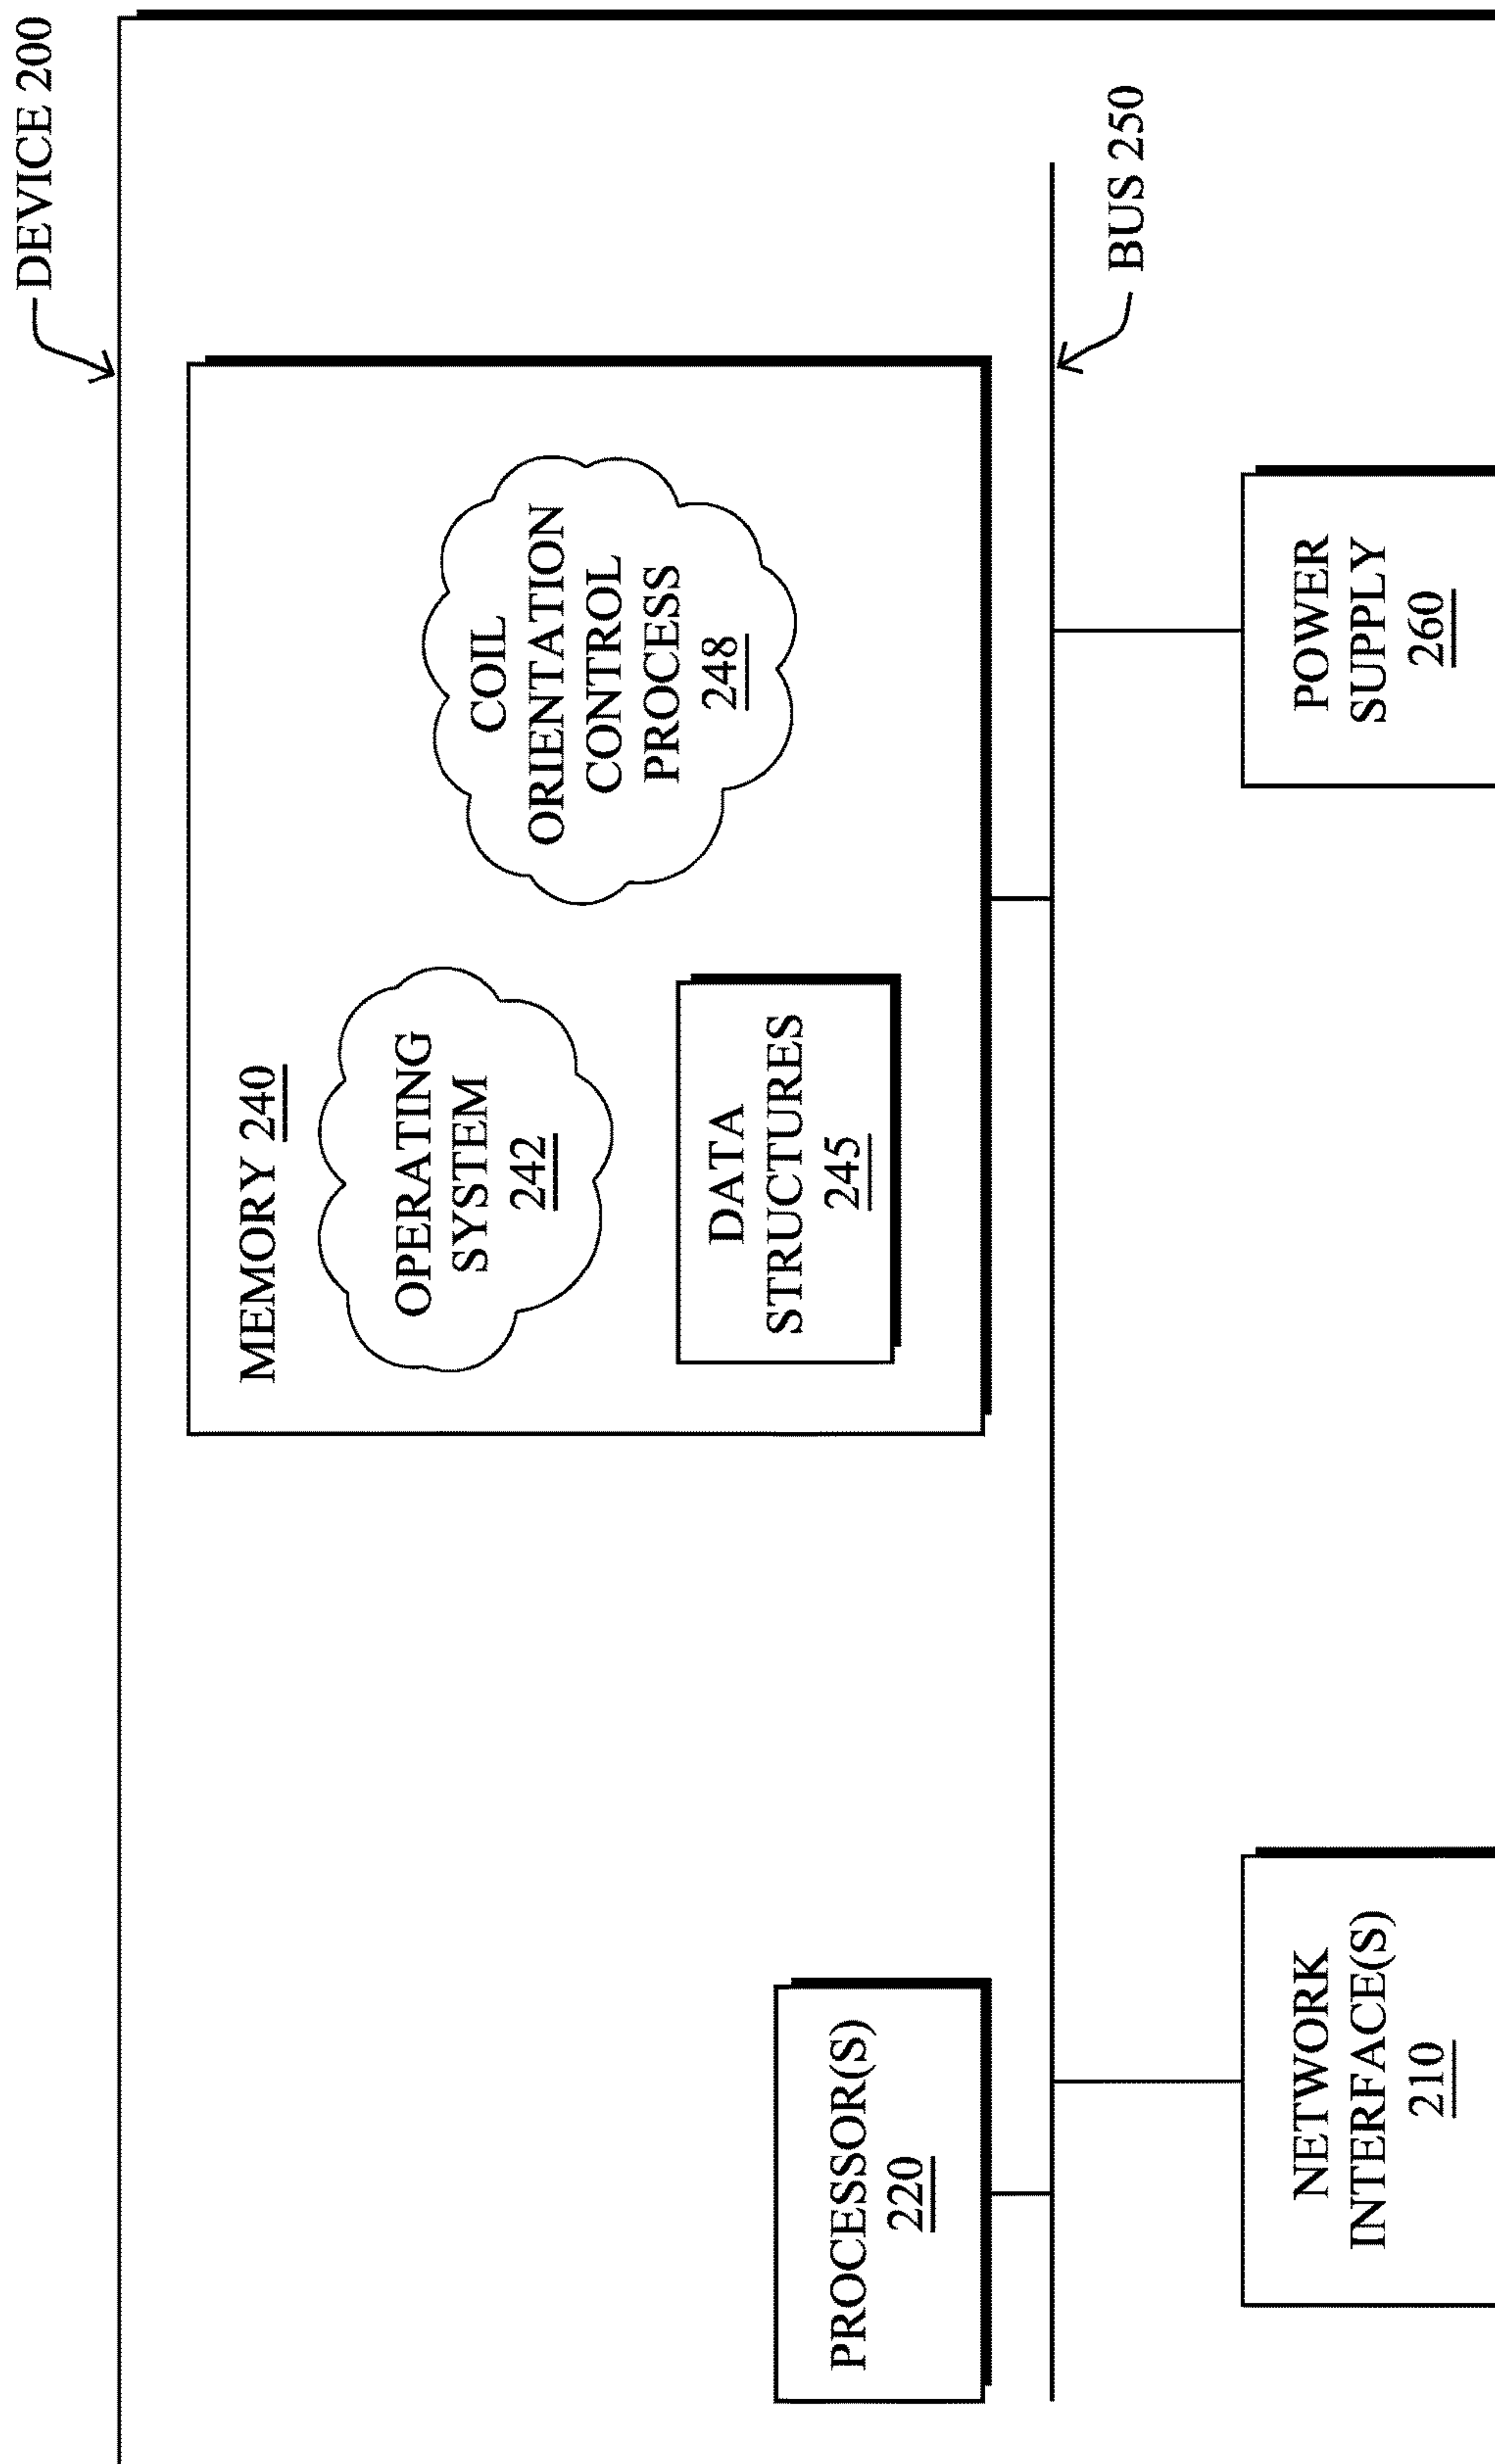 DEVICE 200
MEMORY 240
OPERATING
SYSTEM
242
DATA
STRUCTURES
245
COIL
ORIENTATION
CONTROL
PROCESS
248
PROCESSOR(S)
220
BUS 250
NETWORK
INTERFACE(S)
210
POWER
SUPPLY
260